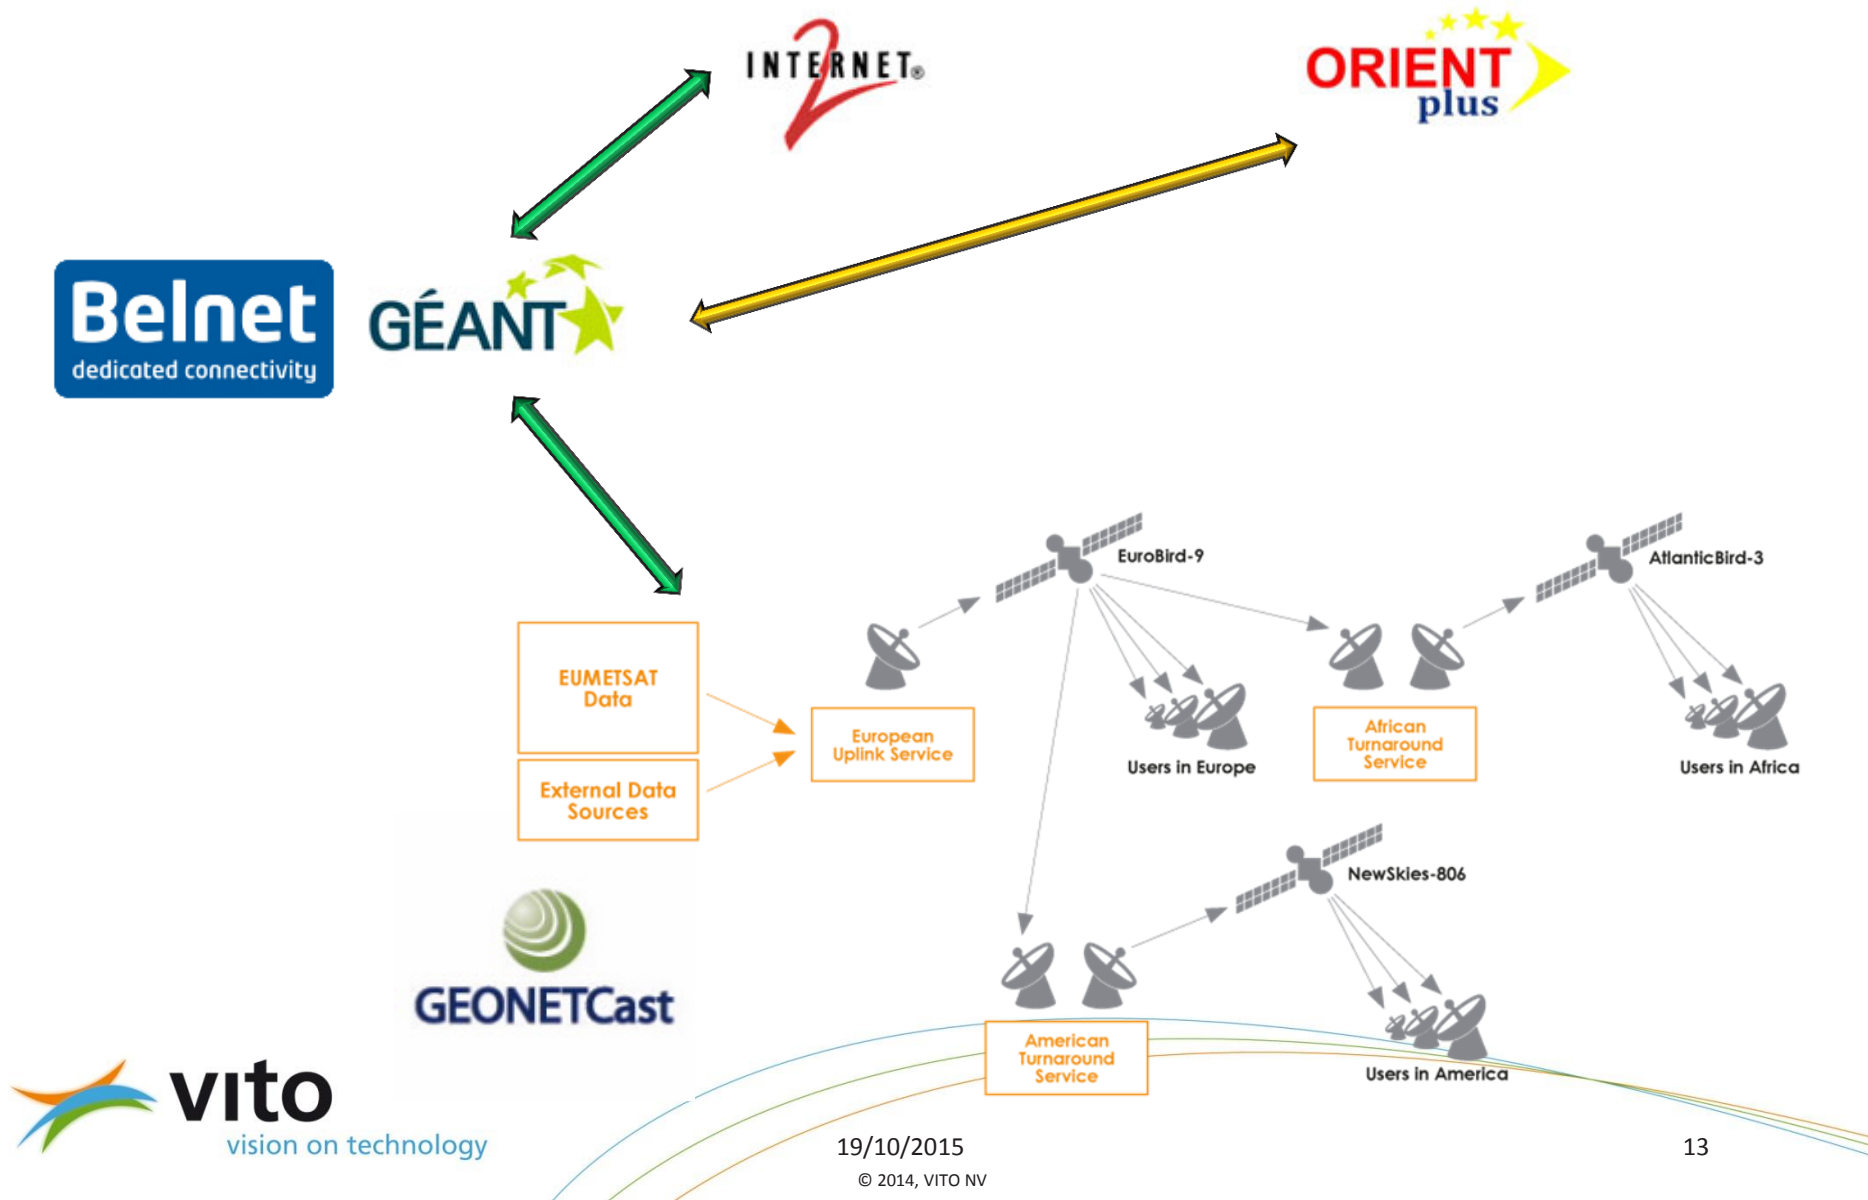 INTERNET®
2
ORIENT
plus
Belnet
dedicated connectivity
GÉANT
EuroBird-9
AtlanticBird-3
EUMETSAT
Data
European
Uplink Service
African
Turnaround
Service
Users in Europe
Users in Africa
External Data
Sources
NewSkies-806
GEONETCast
American
Turnaround
Service
Users in America
vito
vision on technology
19/10/2015
13
© 2014, VITO NV